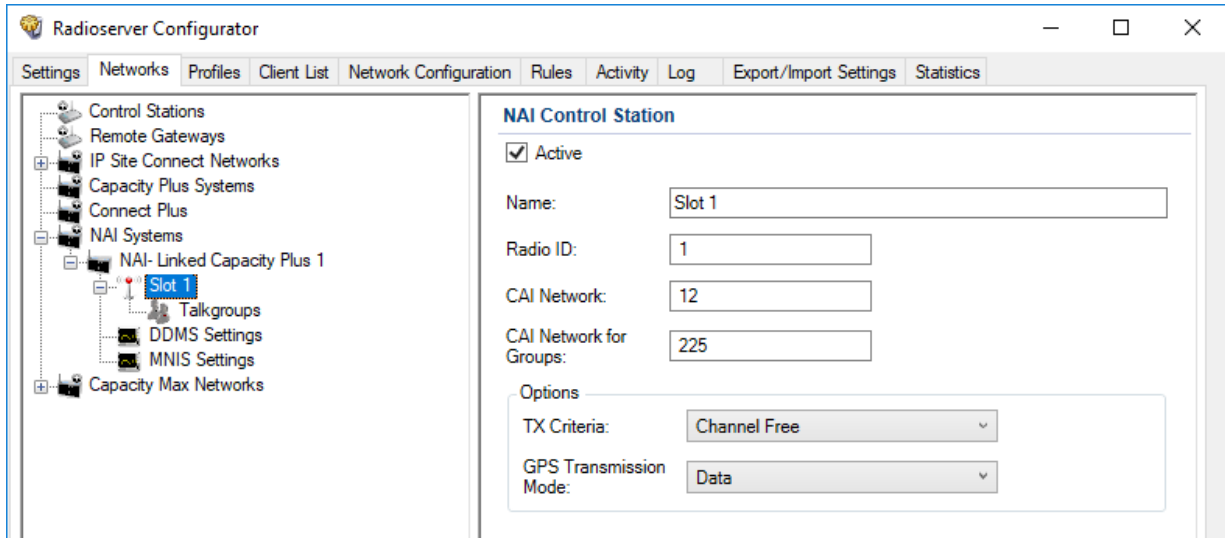 Radioserver Configurator
Settings Networks Profiles Client List Network Configuration Rules Activity Log Export/Import Settings Statistics
Control Stations
Remote Gateways
IP Site Connect Networks
Capacity Plus Systems
Connect Plus
NAI Systems
NAI- Linked Capacity Plus 1
Slot 1
Talkgroups
DDMS Settings
MNIS Settings
Capacity Max Networks
NAI Control Station
Active
Name: Slot 1
Radio ID: 1
CAI Network: 12
CAI Network for
Groups: 225
Options
TX Criteria: Channel Free
GPS Transmission
Mode: Data